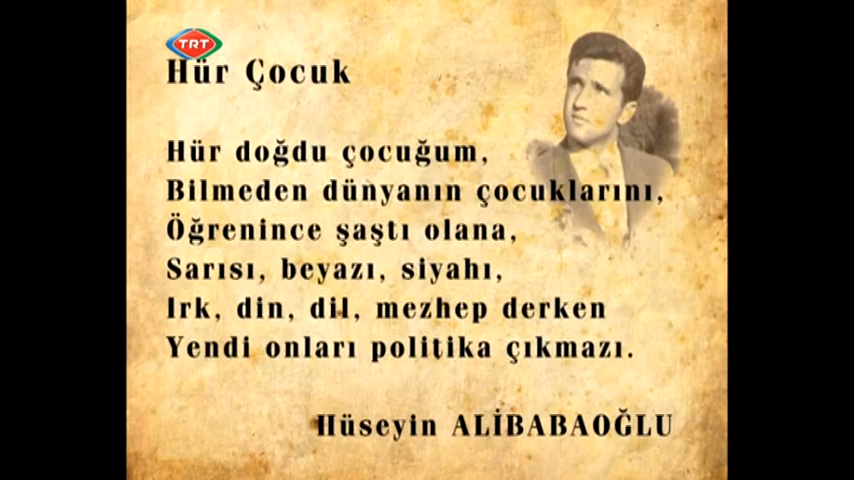 TRT
Hür Çocuk
Hür doğdu çocuğum,
Bilmeden dünyanın çocuklarını,
Öğrenince şaştı olana,
Sarısı, beyazı, siyahı,
Irk, din, dil, mezhep derken
Yendi onları politika çıkmazı.
Hüseyin ALİBABAOĞLU